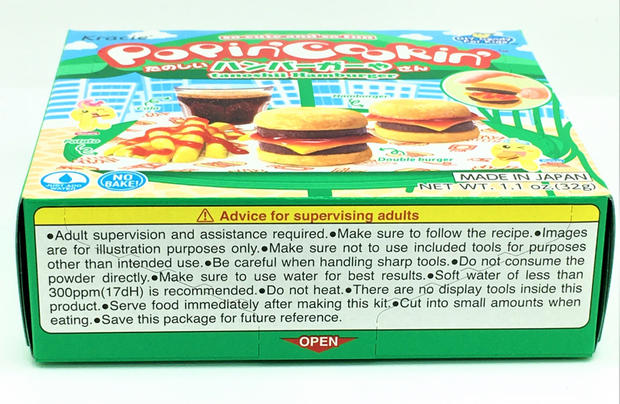 Kracie
so cute and so fun
Popin' Cookin'
たのしい ハンバーガーや さん
tanoshii Hamburger
Cola
Hamburger
Potato
Double burger
JUST ADD WATER
NO BAKE!
MADE IN JAPAN
NET WT. 1.1 oz.(32g)
⚠ Advice for supervising adults
●Adult supervision and assistance required.●Make sure to follow the recipe.●Images
are for illustration purposes only.●Make sure not to use included tools for purposes
other than intended use.●Be careful when handling sharp tools.●Do not consume the
powder directly.●Make sure to use water for best results.●Soft water of less than
300ppm(17dH) is recommended.●Do not heat.●There are no display tools inside this
product.●Serve food immediately after making this kit.●Cut into small amounts when
eating.●Save this package for future reference.
OPEN